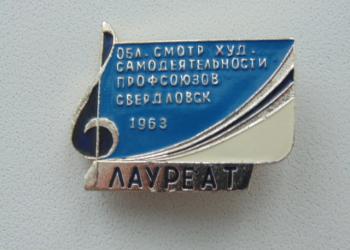 ОБЛ. СМОТР ХУД.
САМОДЕЯТЕЛЬНОСТИ
ПРОФСОЮЗОВ
СВЕРДЛОВСК
1963
ЛАУРЕАТ